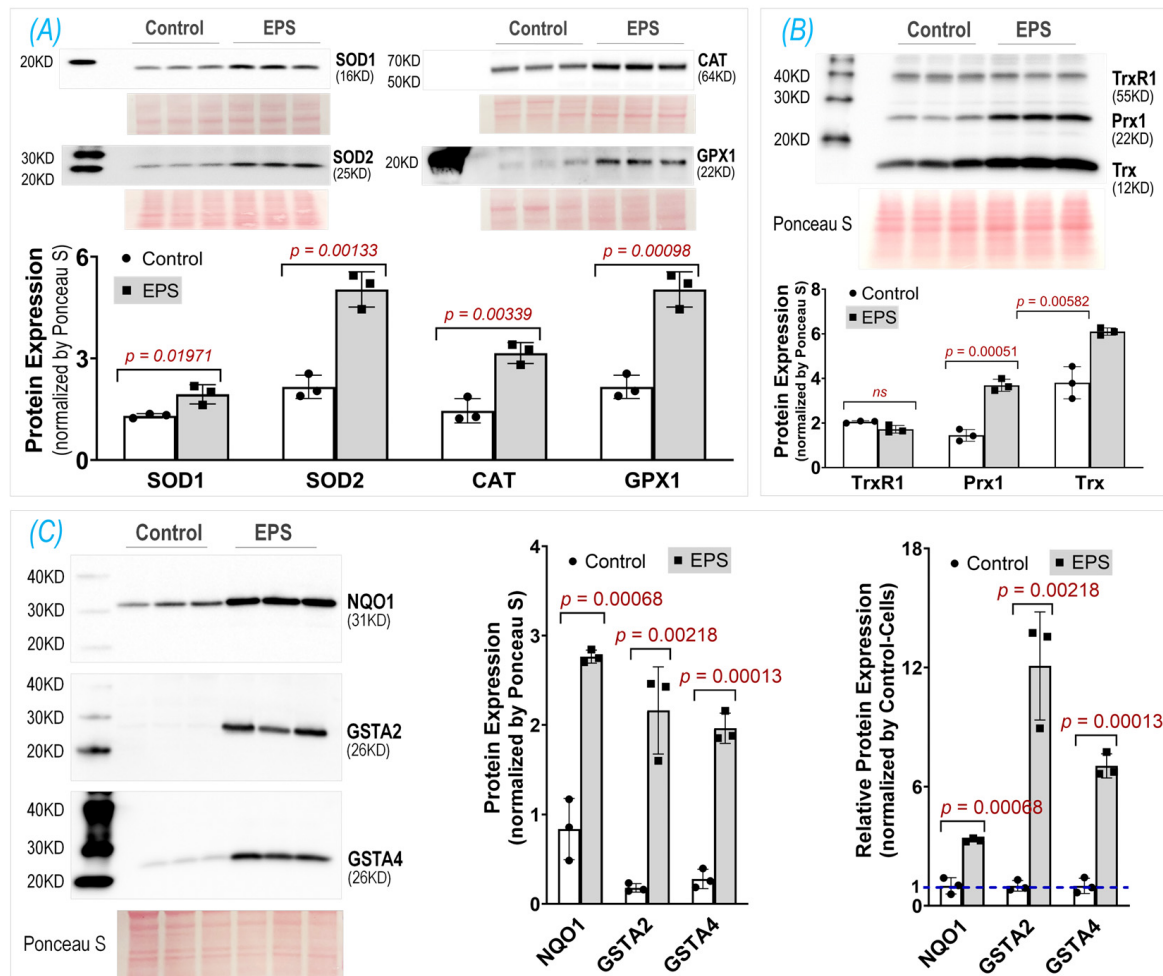 (A)
Control EPS
20KD
SOD1
(16KD)
30KD
20KD
SOD2
(25KD)
Control EPS
70KD
50KD
CAT
(64KD)
20KD
GPX1
(22KD)
Protein Expression
(normalized by Ponceau S)
6
3
0
Control
EPS
p = 0.01971
p = 0.00133
p = 0.00339
p = 0.00098
SOD1 SOD2 CAT GPX1
(B)
Control EPS
40KD
30KD
20KD
TrxR1
(55KD)
Prx1
(22KD)
Trx
(12KD)
Ponceau S
Protein Expression
(normalized by Ponceau S)
8
6
4
2
0
Control
EPS
ns
p = 0.00051
p = 0.00582
TrxR1 Prx1 Trx
(C)
Control EPS
40KD
30KD
20KD
NQO1
(31KD)
40KD
30KD
20KD
GSTA2
(26KD)
40KD
30KD
20KD
GSTA4
(26KD)
Ponceau S
Protein Expression
(normalized by Ponceau S)
4
3
2
1
0
Control EPS
p = 0.00068
p = 0.00218
p = 0.00013
NQO1 GSTA2 GSTA4
Relative Protein Expression
(normalized by Control-Cells)
18
12
6
1
0
Control EPS
p = 0.00218
p = 0.00013
p = 0.00068
NQO1 GSTA2 GSTA4